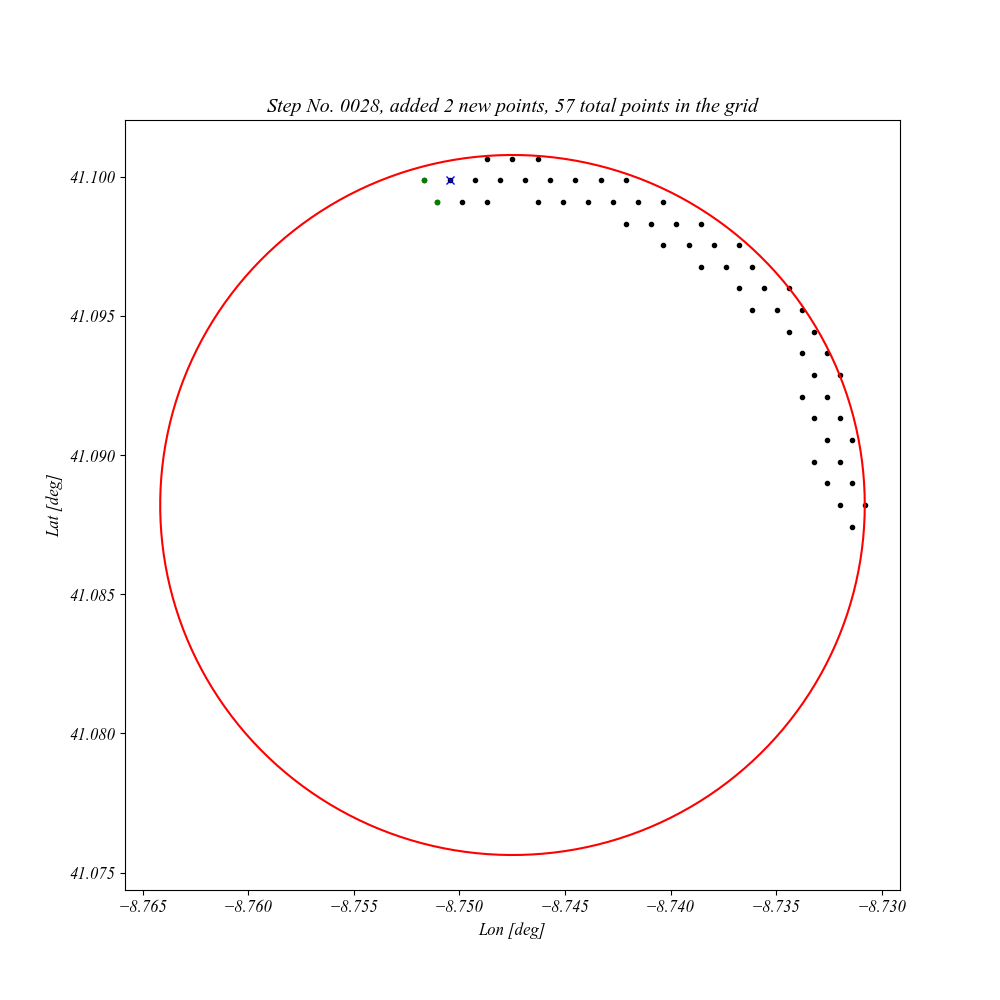 Step No. 0028, added 2 new points, 57 total points in the grid
41.100
41.095
41.090
41.085
41.080
41.075
Lat [deg]
−8.765 −8.760 −8.755 −8.750 −8.745 −8.740 −8.735 −8.730
Lon [deg]